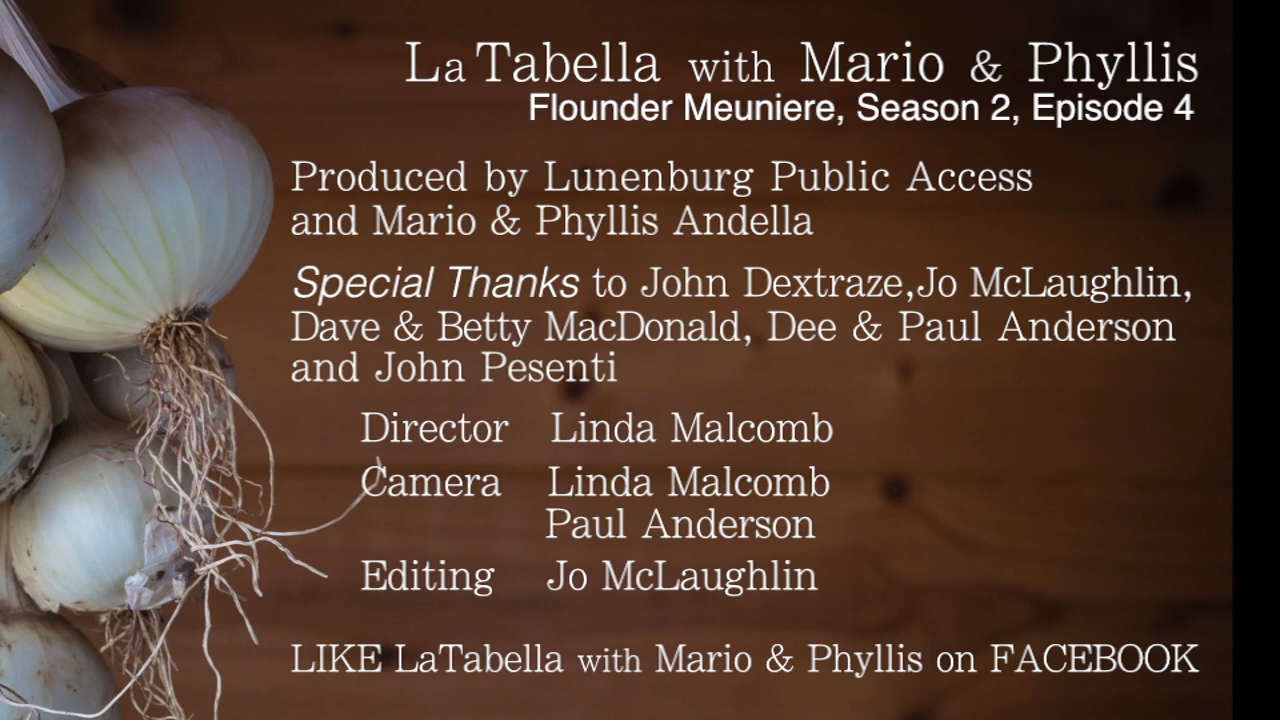 La Tabella with Mario & Phyllis
Flounder Meuniere, Season 2, Episode 4
Produced by Lunenburg Public Access
and Mario & Phyllis Andella
Special Thanks to John Dextraze,Jo McLaughlin,
Dave & Betty MacDonald, Dee & Paul Anderson
and John Pesenti
Director Linda Malcomb
Camera Linda Malcomb
Paul Anderson
Editing Jo McLaughlin
LIKE LaTabella with Mario & Phyllis on FACEBOOK